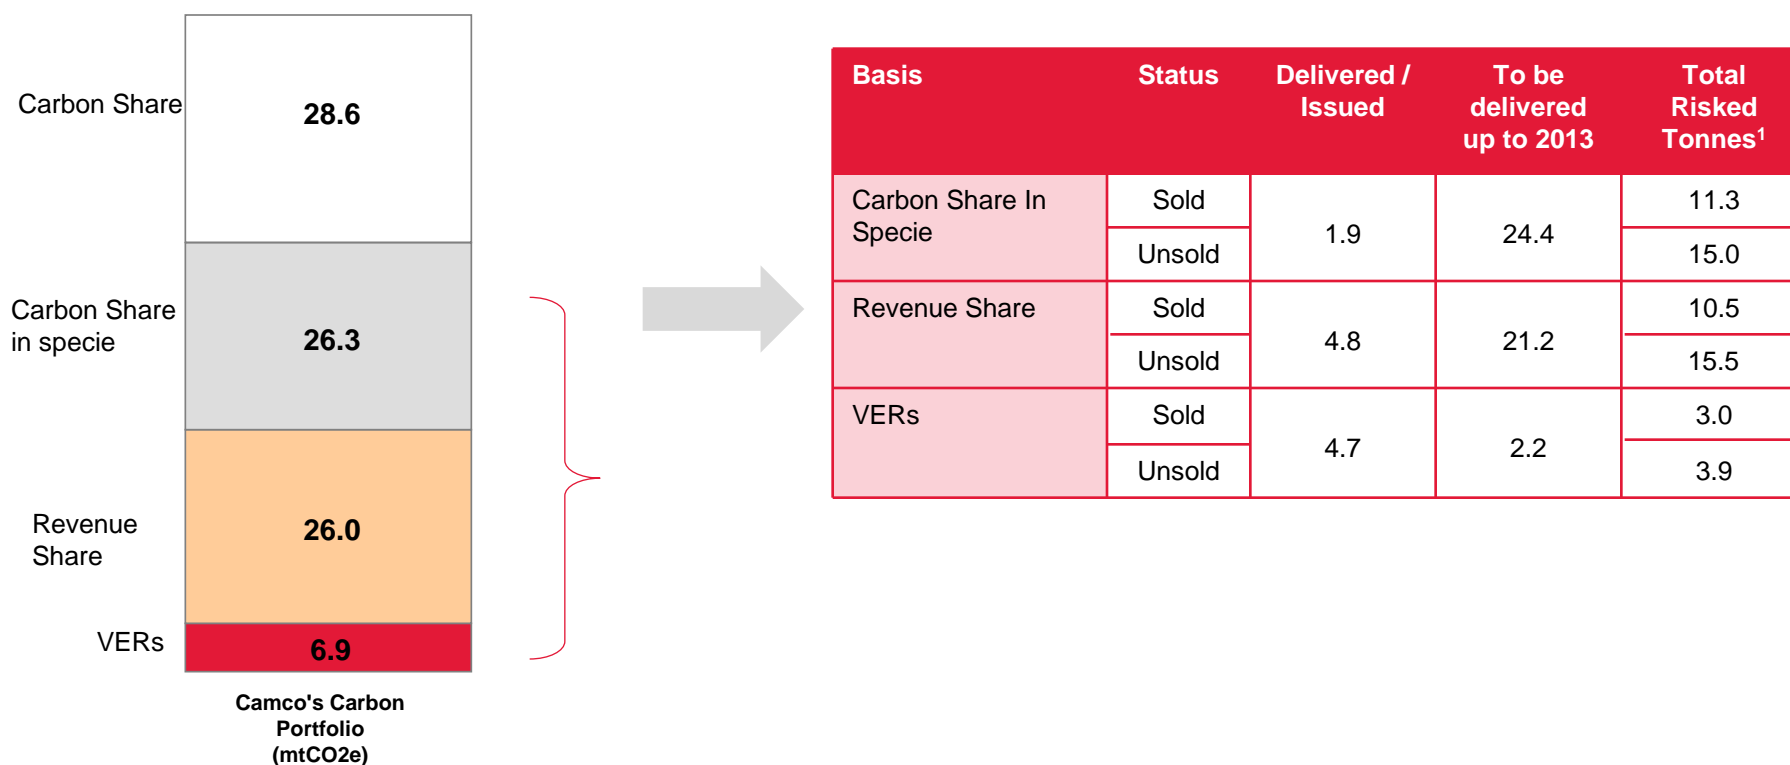 Carbon Share
28.6
Carbon Share
in specie
26.3
Revenue
Share
26.0
VERs
6.9
Camco's Carbon
Portfolio
(mtCO2e)
Basis
Status
Delivered /
Issued
To be
delivered
up to 2013
Total
Risked
Tonnes1
Carbon Share In
Specie
Sold
1.9
24.4
11.3
Unsold
15.0
Revenue Share
Sold
4.8
21.2
10.5
Unsold
15.5
VERs
Sold
4.7
2.2
3.0
Unsold
3.9